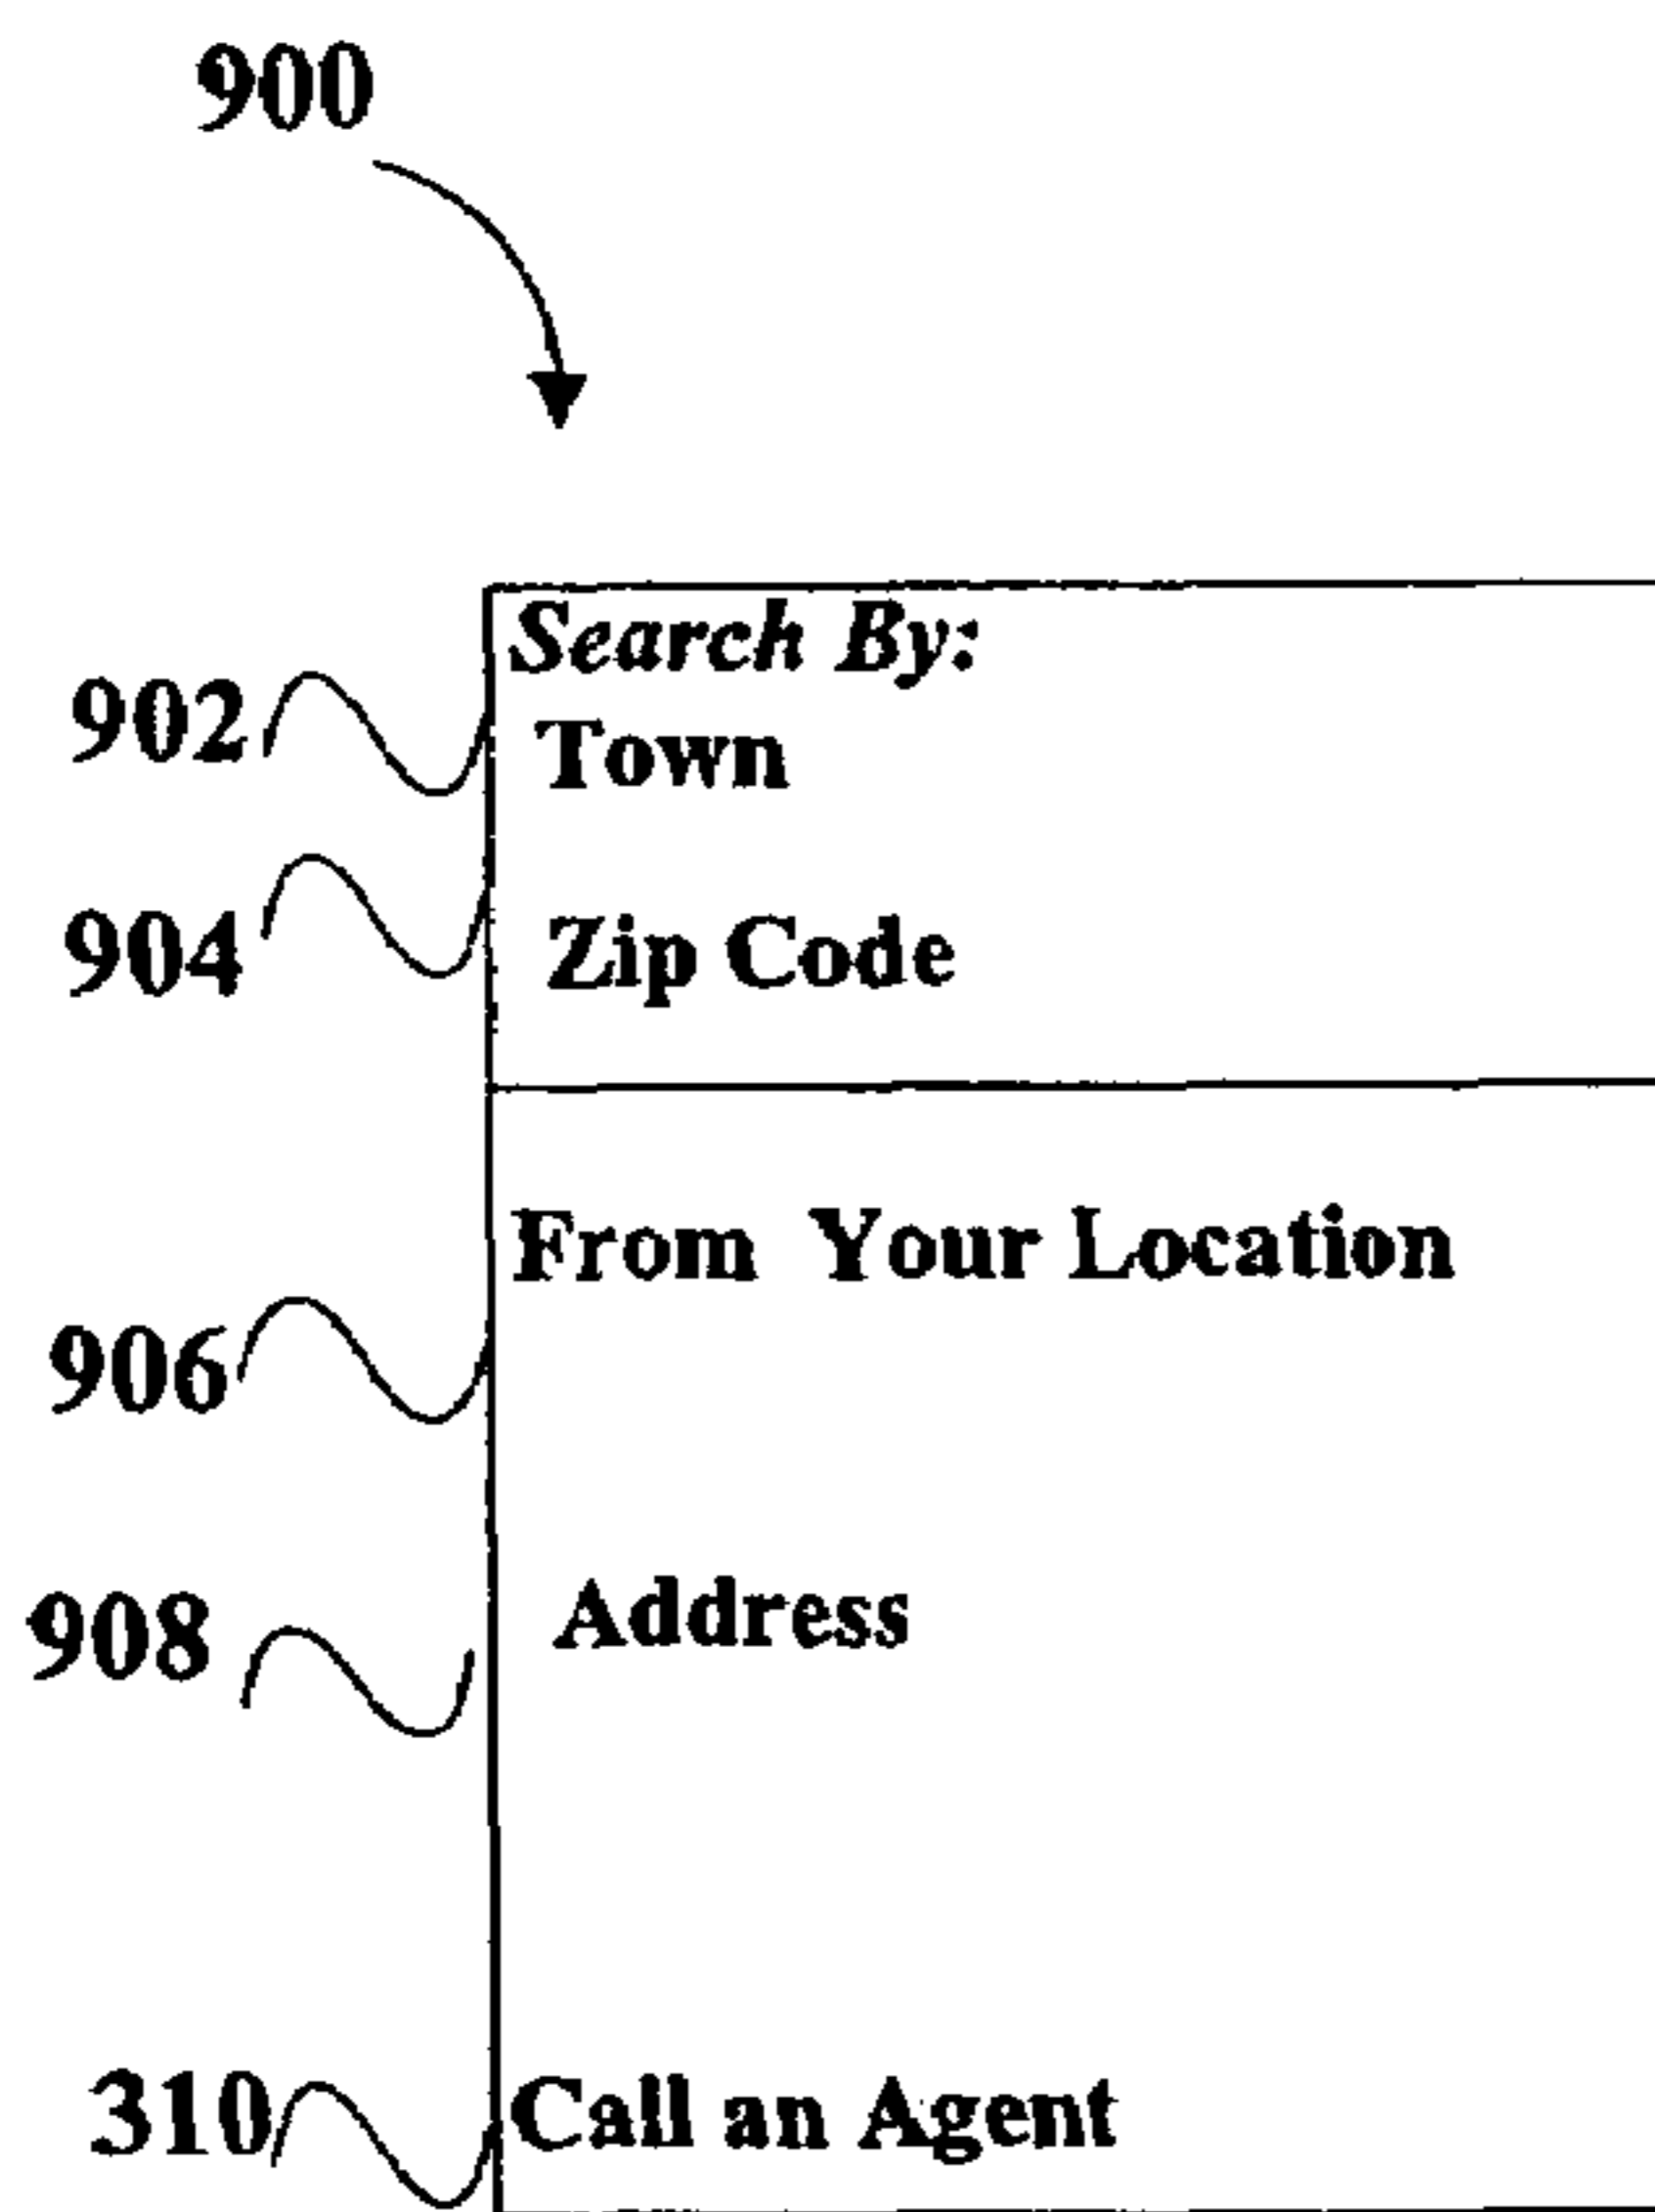 900
Search By:
902 Town
904 Zip Code
From Your Location
906
908 Address
310 Call an Agent